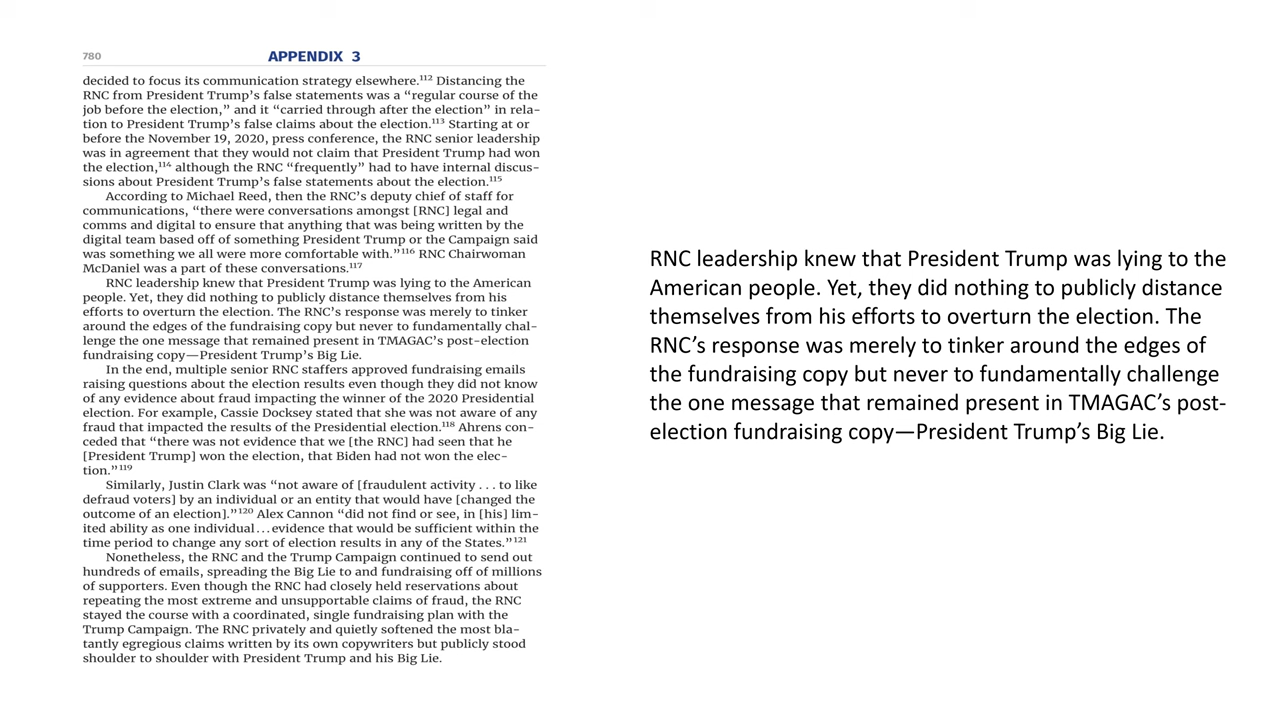 780
APPENDIX 3
decided to focus its communication strategy elsewhere.¹¹² Distancing the
RNC from President Trump’s false statements was a “regular course of the
job before the election,” and it “carried through after the election” in rela-
tion to President Trump’s false claims about the election.¹¹³ Starting at or
before the November 19, 2020, press conference, the RNC senior leadership
was in agreement that they would not claim that President Trump had won
the election,¹¹⁴ although the RNC “frequently” had to have internal discus-
sions about President Trump’s false statements about the election.¹¹⁵
According to Michael Reed, then the RNC’s deputy chief of staff for
communications, “there were conversations amongst [RNC] legal and
comms and digital to ensure that anything that was being written by the
digital team based off of something President Trump or the Campaign said
was something we all were more comfortable with.”¹¹⁶ RNC Chairwoman
McDaniel was a part of these conversations.¹¹⁷
RNC leadership knew that President Trump was lying to the American
people. Yet, they did nothing to publicly distance themselves from his
efforts to overturn the election. The RNC’s response was merely to tinker
around the edges of the fundraising copy but never to fundamentally chal-
lenge the one message that remained present in TMAGAC’s post-election
fundraising copy—President Trump’s Big Lie.
In the end, multiple senior RNC staffers approved fundraising emails
raising questions about the election results even though they did not know
of any evidence about fraud impacting the winner of the 2020 Presidential
election. For example, Cassie Docksey stated that she was not aware of any
fraud that impacted the results of the Presidential election.¹¹⁸ Ahrens con-
ceded that “there was not evidence that we [the RNC] had seen that he
[President Trump] won the election, that Biden had not won the elec-
tion.”¹¹⁹
Similarly, Justin Clark was “not aware of [fraudulent activity . . . to like
defraud voters] by an individual or an entity that would have [changed the
outcome of an election].”¹²⁰ Alex Cannon “did not find or see, in [his] lim-
ited ability as one individual . . . evidence that would be sufficient within the
time period to change any sort of election results in any of the States.”¹²¹
Nonetheless, the RNC and the Trump Campaign continued to send out
hundreds of emails, spreading the Big Lie to and fundraising off of millions
of supporters. Even though the RNC had closely held reservations about
repeating the most extreme and unsupportable claims of fraud, the RNC
stayed the course with a coordinated, single fundraising plan with the
Trump Campaign. The RNC privately and quietly softened the most bla-
tantly egregious claims written by its own copywriters but publicly stood
shoulder to shoulder with President Trump and his Big Lie.
RNC leadership knew that President Trump was lying to the
American people. Yet, they did nothing to publicly distance
themselves from his efforts to overturn the election. The
RNC’s response was merely to tinker around the edges of
the fundraising copy but never to fundamentally challenge
the one message that remained present in TMAGAC’s post-
election fundraising copy—President Trump’s Big Lie.